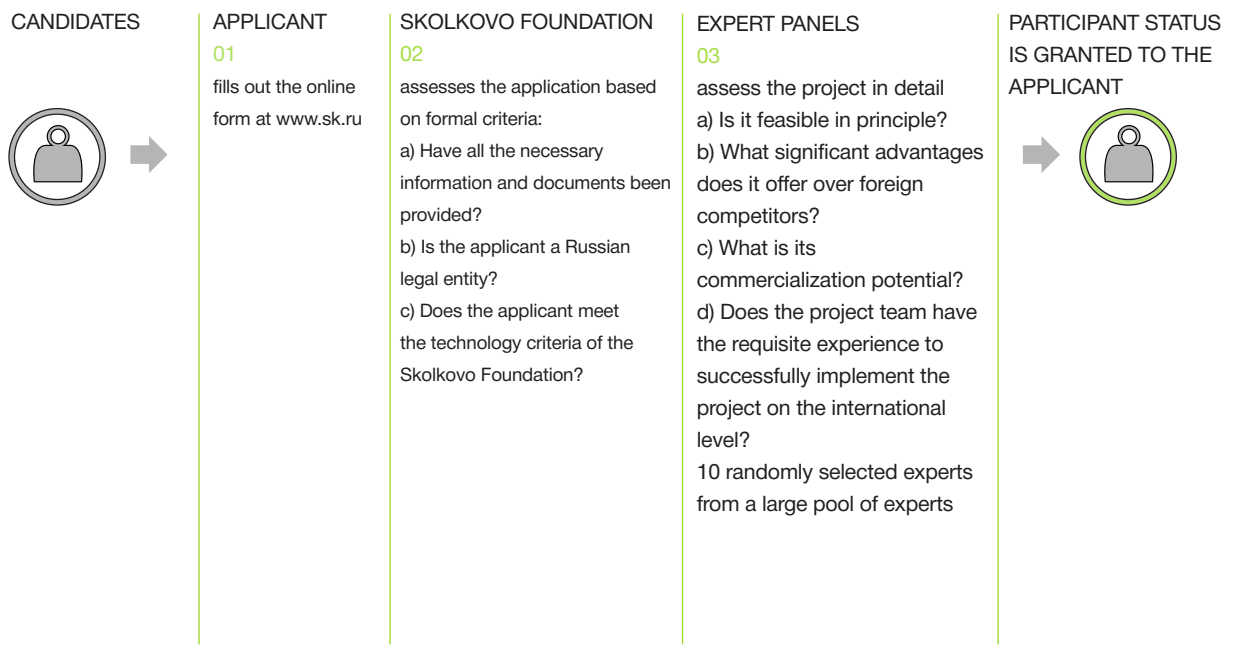 CANDIDATES
APPLICANT
01
fills out the online
form at www.sk.ru
SKOLKOVO FOUNDATION
02
assesses the application based
on formal criteria:
a) Have all the necessary
information and documents been
provided?
b) Is the applicant a Russian
legal entity?
c) Does the applicant meet
the technology criteria of the
Skolkovo Foundation?
EXPERT PANELS
03
assess the project in detail
a) Is it feasible in principle?
b) What significant advantages
does it offer over foreign
competitors?
c) What is its
commercialization potential?
d) Does the project team have
the requisite experience to
successfully implement the
project on the international
level?
10 randomly selected experts
from a large pool of experts
PARTICIPANT STATUS
IS GRANTED TO THE
APPLICANT